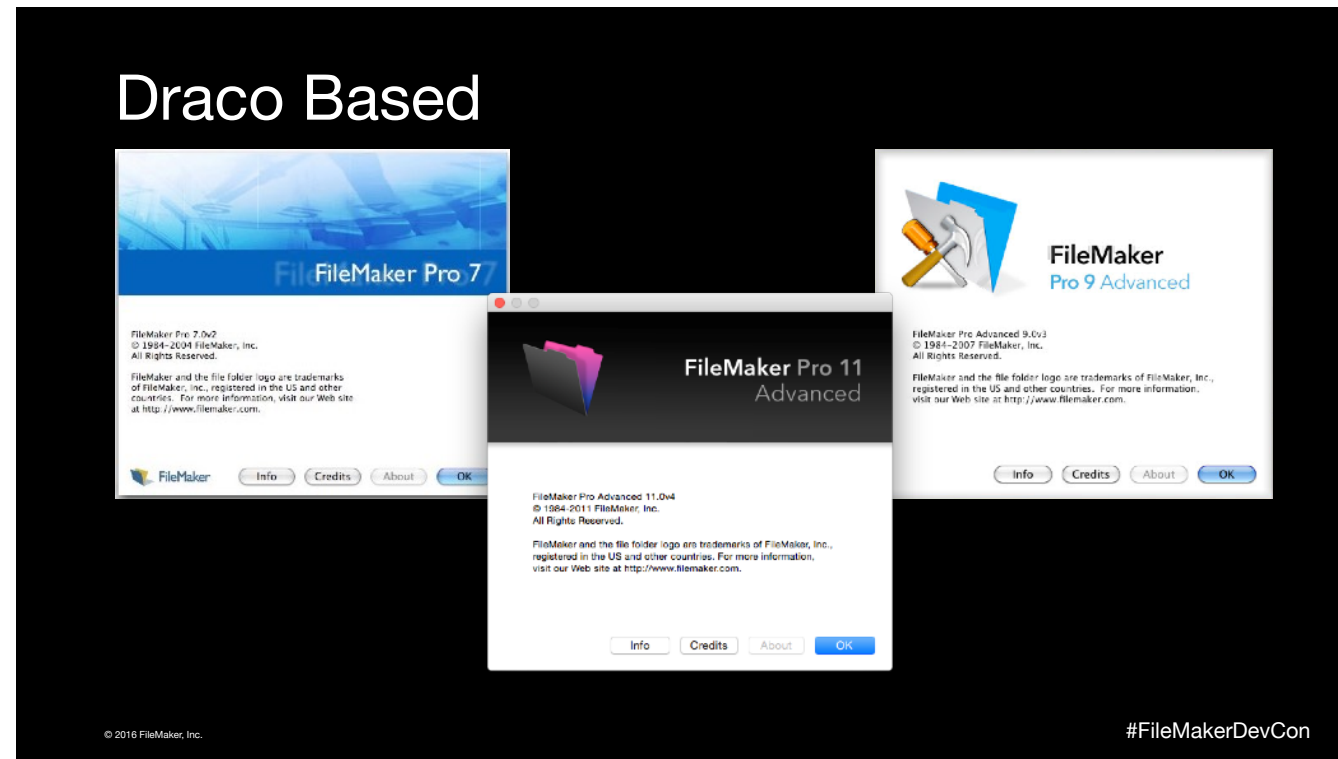 Draco Based
FileMaker Pro 7
FileMaker Pro 7.0v2
© 1984–2004 FileMaker, Inc.
All Rights Reserved.
FileMaker and the file folder logo are trademarks
of FileMaker, Inc., registered in the US and other
countries. For more information, visit our Web site
at http://www.filemaker.com.
FileMaker
Info
Credits
About
OK
FileMaker Pro 11
Advanced
FileMaker Pro Advanced 11.0v4
© 1984-2011 FileMaker, Inc.
All Rights Reserved.
FileMaker and the file folder logo are trademarks of FileMaker, Inc.,
registered in the US and other countries. For more information,
visit our Web site at http://www.filemaker.com.
Info
Credits
About
OK
FileMaker
Pro 9 Advanced
FileMaker Pro Advanced 9.0v3
© 1984–2007 FileMaker, Inc.
All Rights Reserved.
FileMaker and the file folder logo are trademarks of FileMaker, Inc.,
registered in the US and other countries. For more information,
visit our Web site at http://www.filemaker.com.
Info
Credits
About
OK
© 2016 FileMaker, Inc.
#FileMakerDevCon